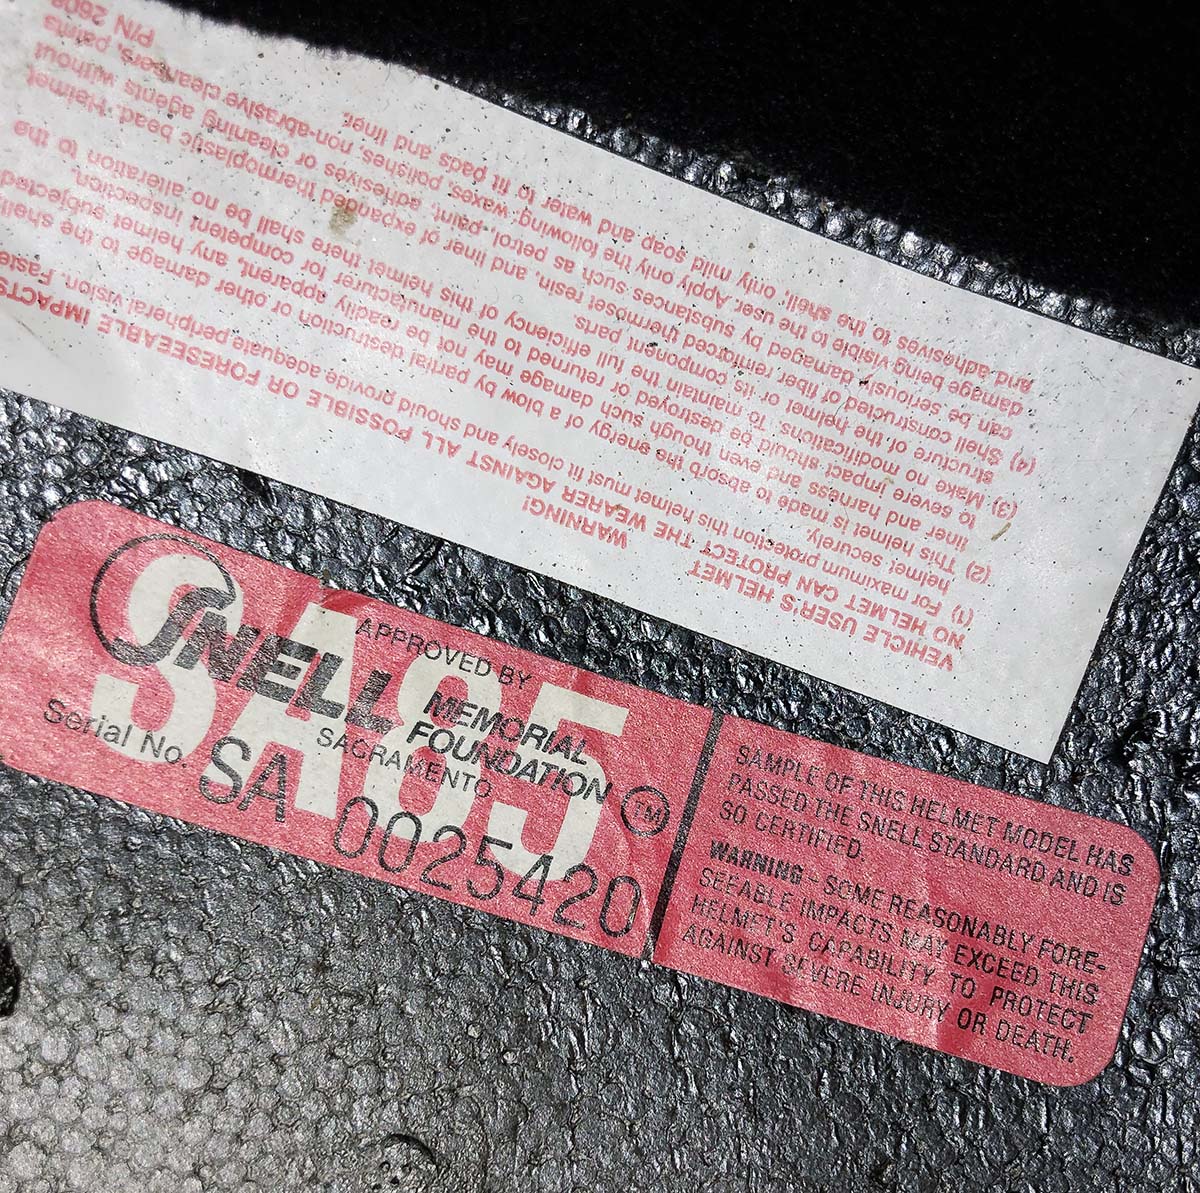 VEHICLE USER'S HELMET WARNING!
NO HELMET CAN PROTECT THE WEARER AGAINST ALL POSSIBLE OR FORESEEABLE IMPACTS
(1) For maximum protection this helmet must fit closely and should provide adequate peripheral vision.
helmet securely.
(2) This helmet is made to absorb the energy of a blow by partial destruction or other damage to the
liner and harness and even though such damage may not be readily apparent, any helmet subjected
to severe impact should be destroyed or returned to the manufacturer for competent inspection.
(3) Make no modifications. To maintain the full efficiency of this helmet there shall be no alteration to the
structure of the helmet or its component parts.
(4) Shell constructed of fiber reinforced thermoset resin, and liner of expanded thermoplastic bead. Helmet
can be seriously damaged by substances such as petrol, paint, adhesives or cleaning agents without
damage being visible to the user. Apply only the following: waxes, polishes, non-abrasive cleaners, paints
and adhesives to the shell; only mild soap and water to fit pads and liner. P/N
SA85
APPROVED BY
SNELL MEMORIAL
FOUNDATION TM
SACRAMENTO
Serial No. SA 0025420
SAMPLE OF THIS HELMET MODEL HAS
PASSED THE SNELL STANDARD AND IS
SO CERTIFIED.
WARNING – SOME REASONABLY FORE-
SEEABLE IMPACTS MAY EXCEED THIS
HELMET'S CAPABILITY TO PROTECT
AGAINST SEVERE INJURY OR DEATH.